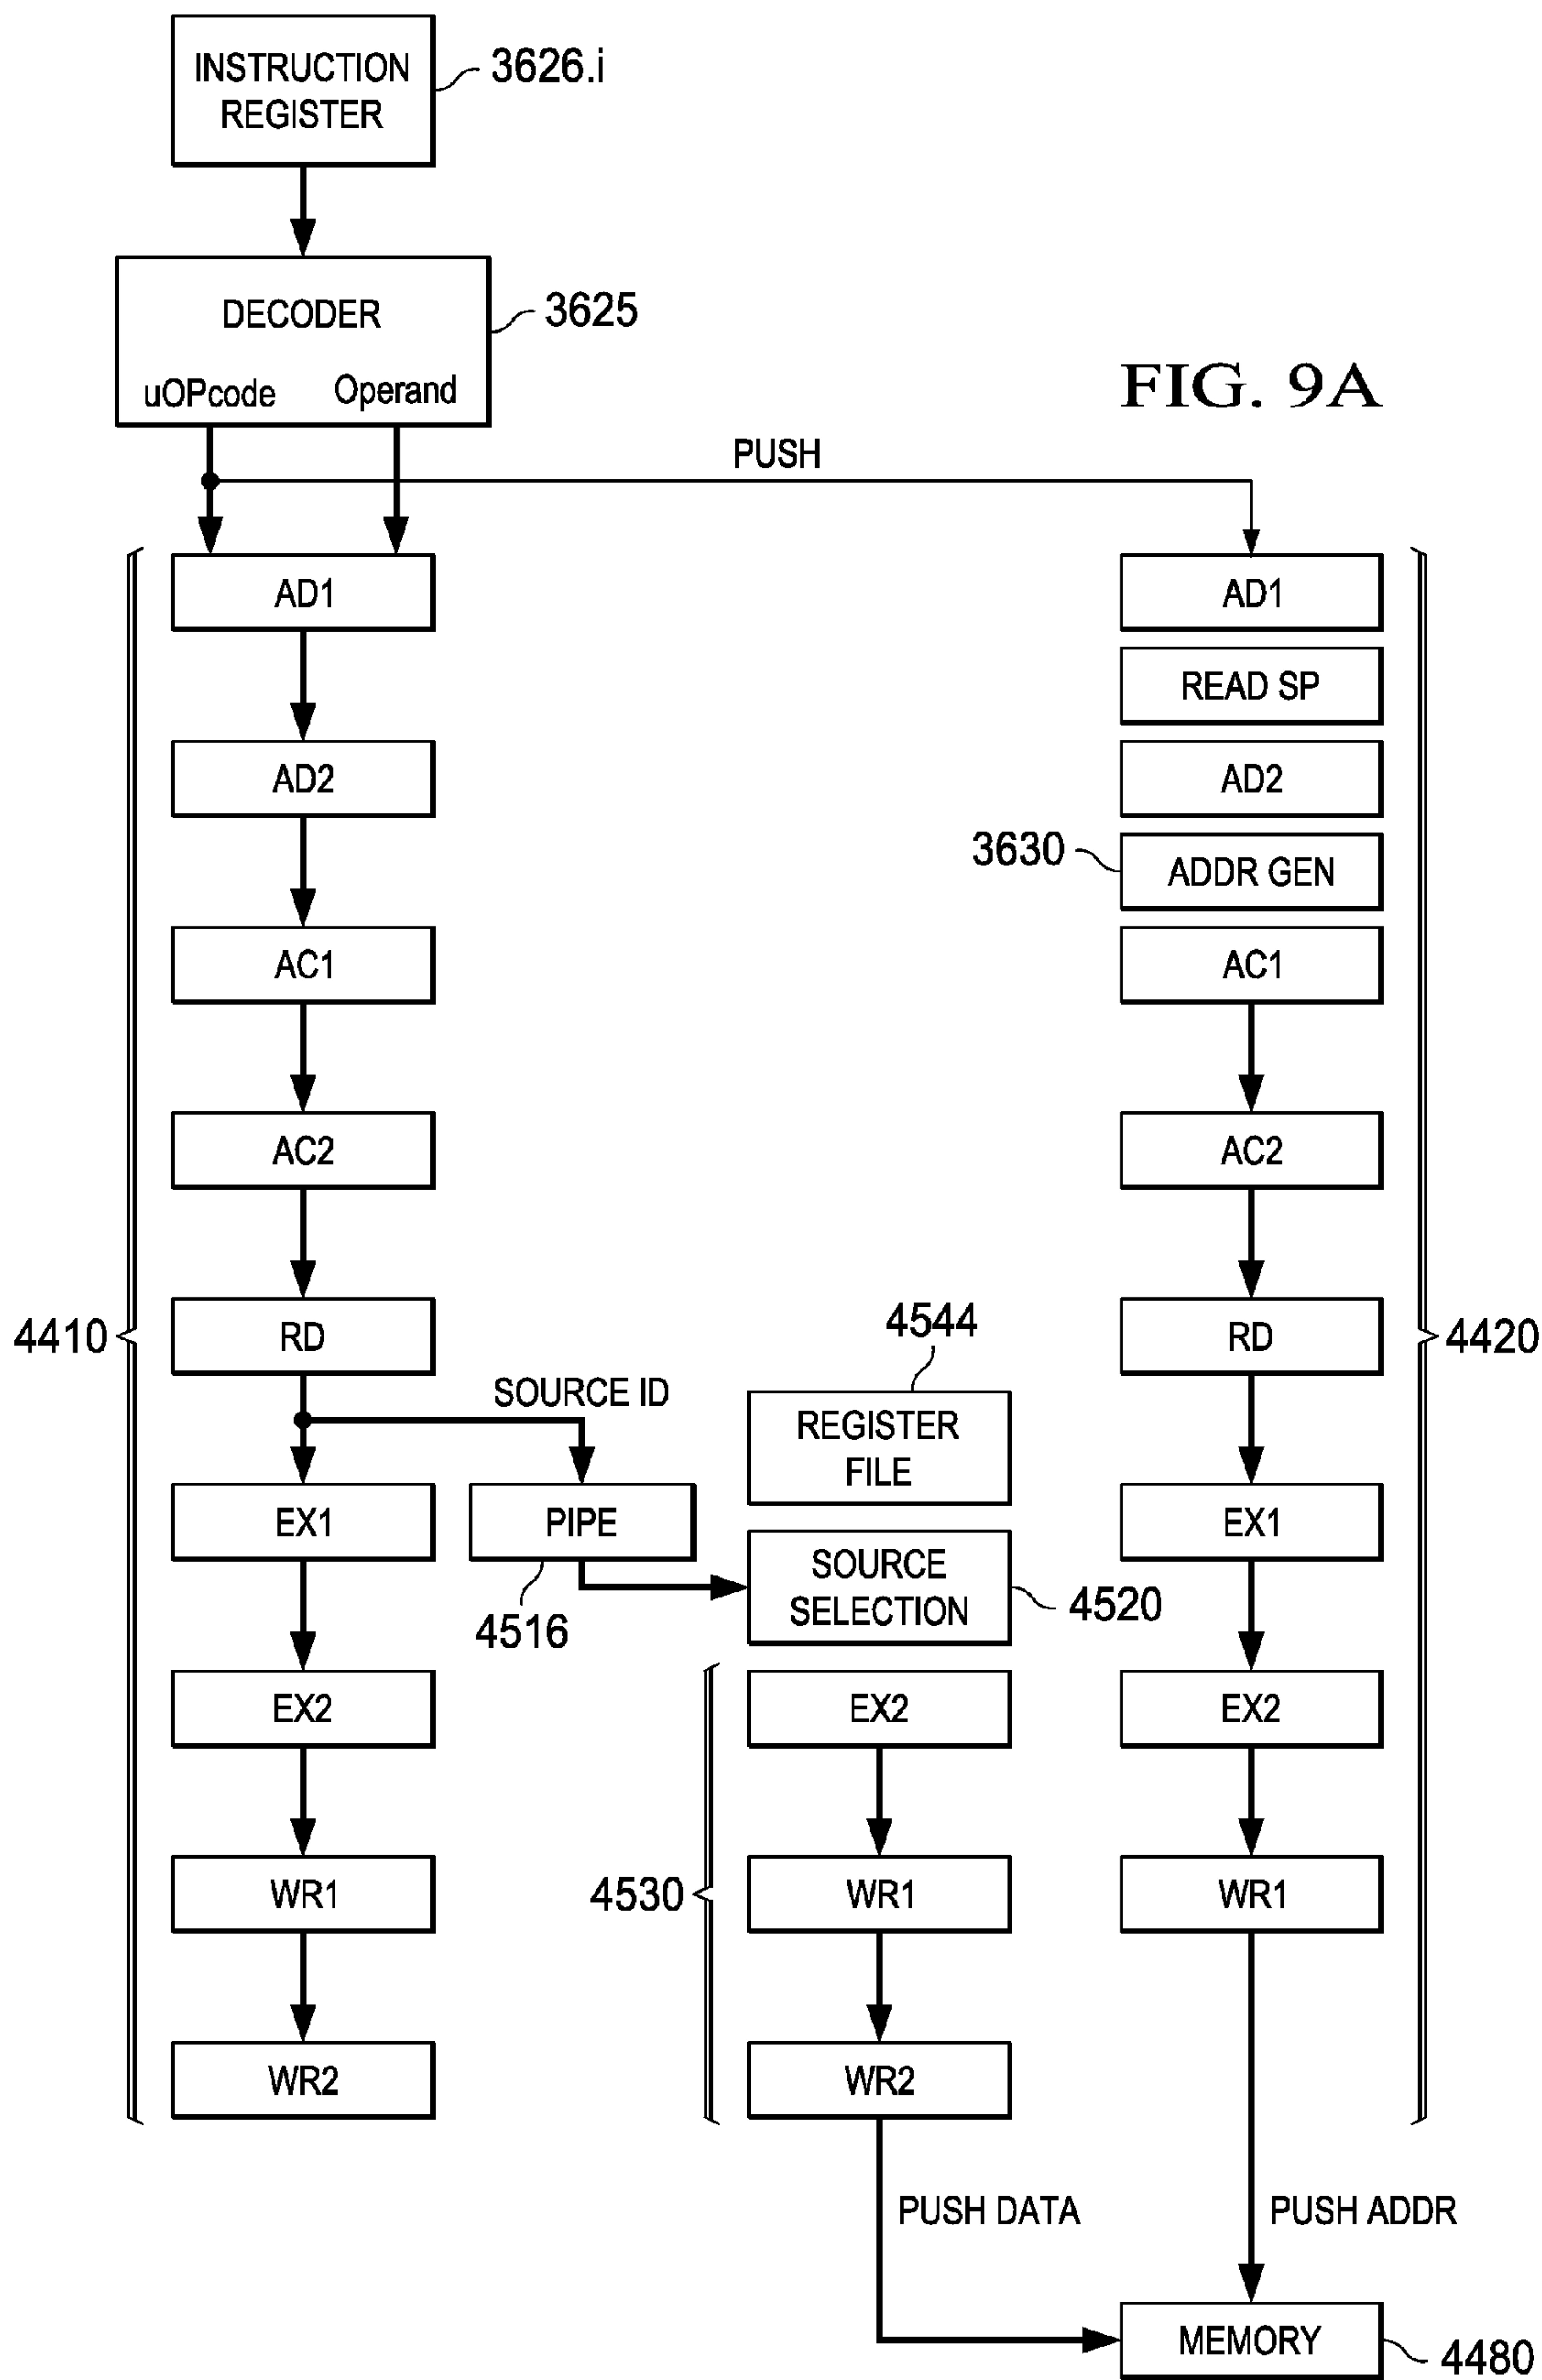 INSTRUCTION
REGISTER
3626.i
DECODER
3625
uOPcode
Operand
FIG. 9A
PUSH
AD1
AD1
READ SP
AD2
AD2
3630
ADDR GEN
AC1
AC1
AC2
AC2
4410
RD
4544
RD
4420
SOURCE ID
REGISTER
FILE
EX1
PIPE
EX1
SOURCE
SELECTION
4516
4520
EX2
EX2
EX2
4530
WR1
WR1
WR1
WR2
WR2
PUSH DATA
PUSH ADDR
MEMORY
4480